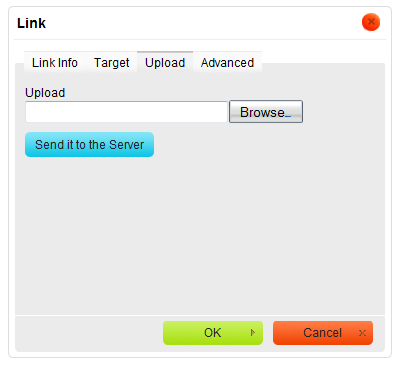 Link
Link Info Target Upload Advanced
Upload
Browse...
Send it to the Server
OK
Cancel